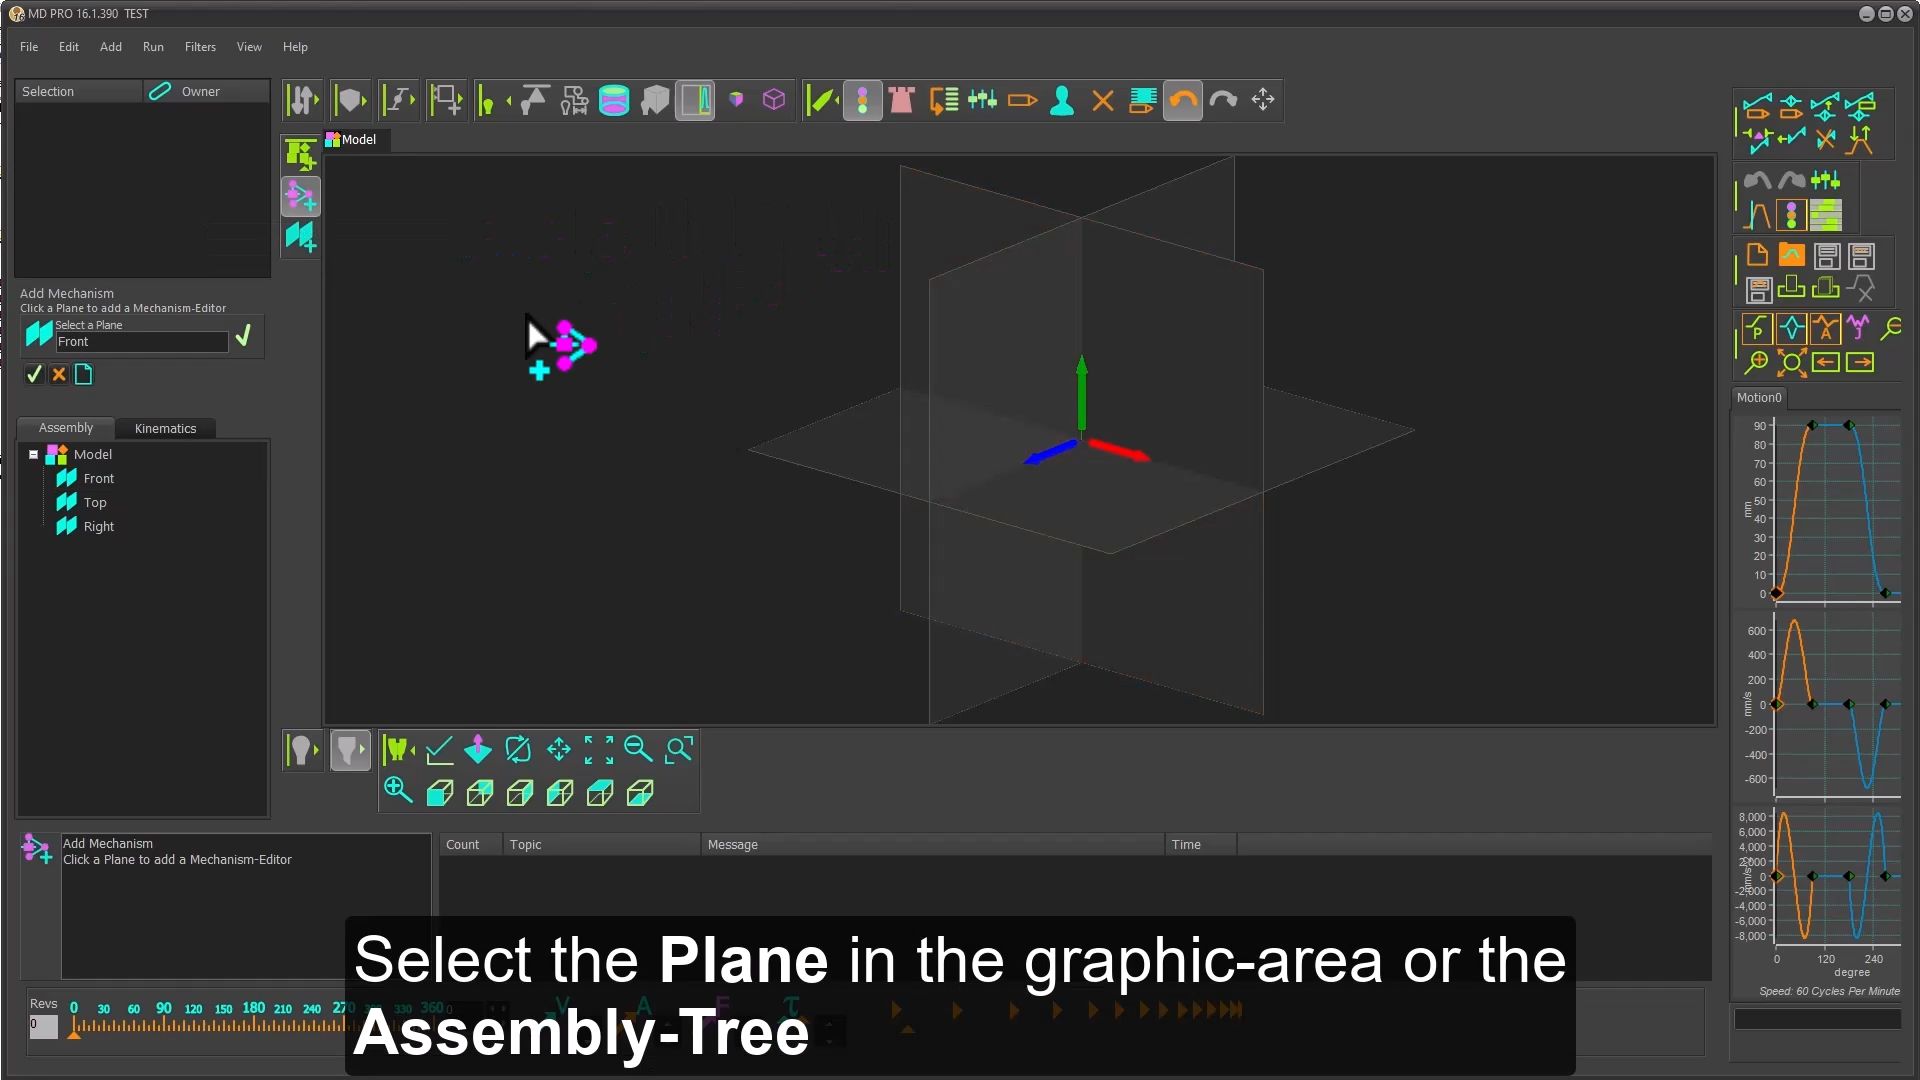 MD PRO 16.1.390 TEST
File Edit Add Run Filters View Help
Selection Owner
Model
Add Mechanism
Click a Plane to add a Mechanism-Editor
Select a Plane
Front
Assembly Kinematics
Model
Front
Top
Right
Add Mechanism
Click a Plane to add a Mechanism-Editor
Count Topic Message Time
Revs
0
0 30 60 90 120 150 180 210 240 270 300 330 360
V A F τ
P A J
Motion0
90
80
70
60
50
40
30
20
10
0
mm
600
400
200
0
-200
-400
-600
mm/s
8,000
6,000
4,000
2,000
0
-2,000
-4,000
-6,000
-8,000
0 120 240
degree
Speed: 60 Cycles Per Minute
Select the Plane in the graphic-area or the
Assembly-Tree